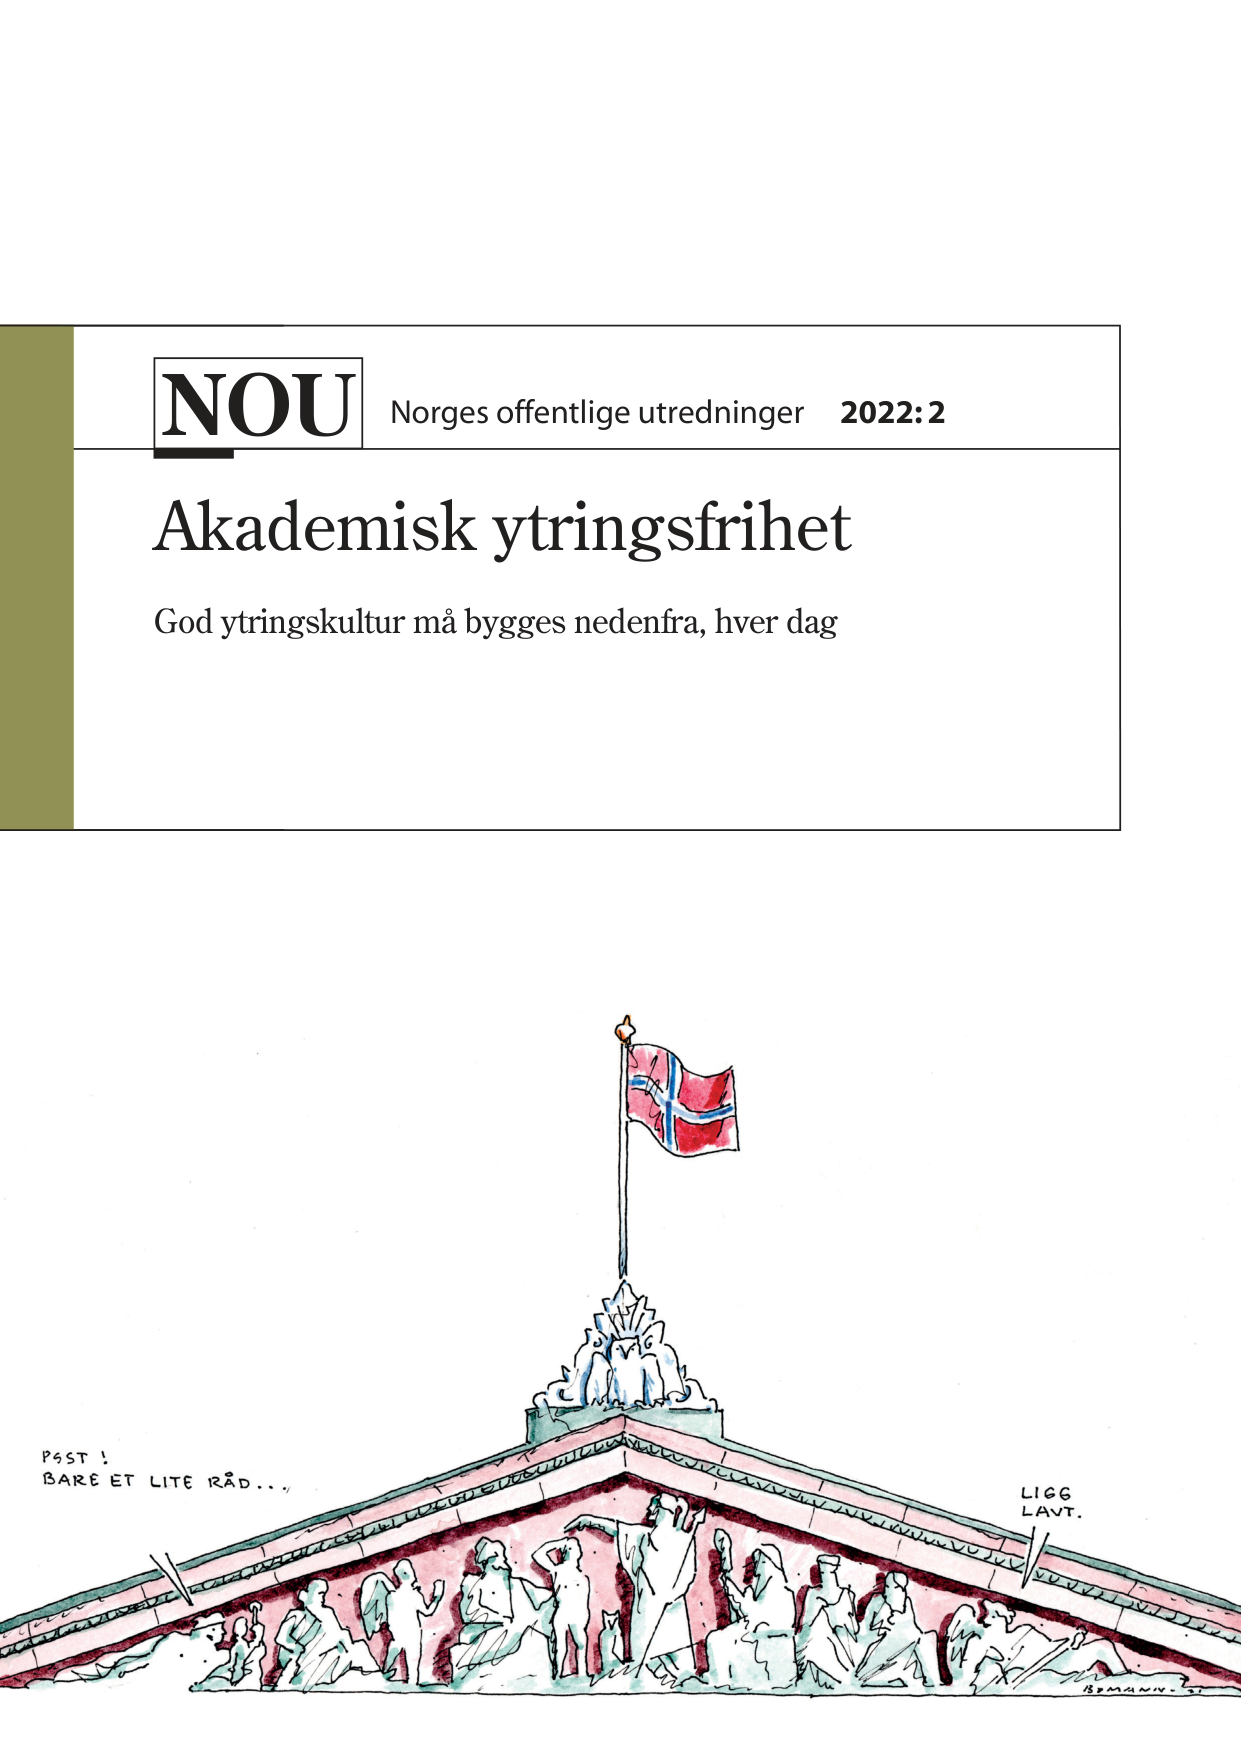 NOU Norges offentlige utredninger 2022: 2
Akademisk ytringsfrihet
God ytringskultur må bygges nedenfra, hver dag
PSST !
BARE ET LITE RÅD...
LIGG
LAVT.